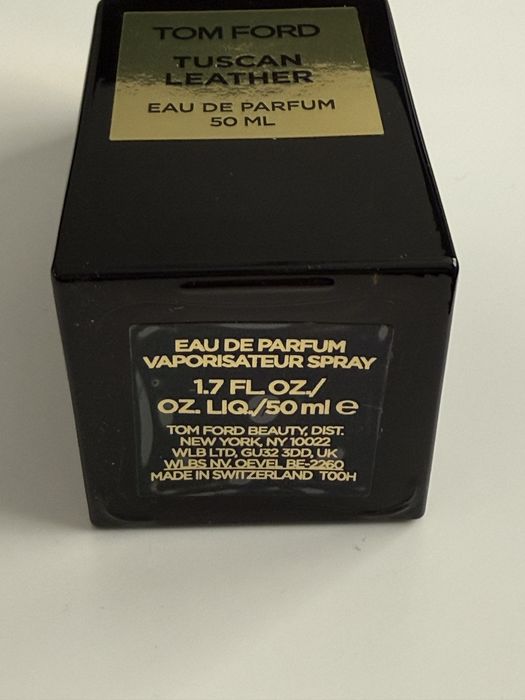 TOM FORD
TUSCAN
LEATHER
EAU DE PARFUM
50 ML
EAU DE PARFUM
VAPORISATEUR SPRAY
1.7 FL OZ./
OZ. LIQ./50 ml e
TOM FORD BEAUTY, DIST.
NEW YORK, NY 10022
WLB LTD, GU32 3DD, UK
WLBS NV. OEVEL BE-2260
MADE IN SWITZERLAND T00H